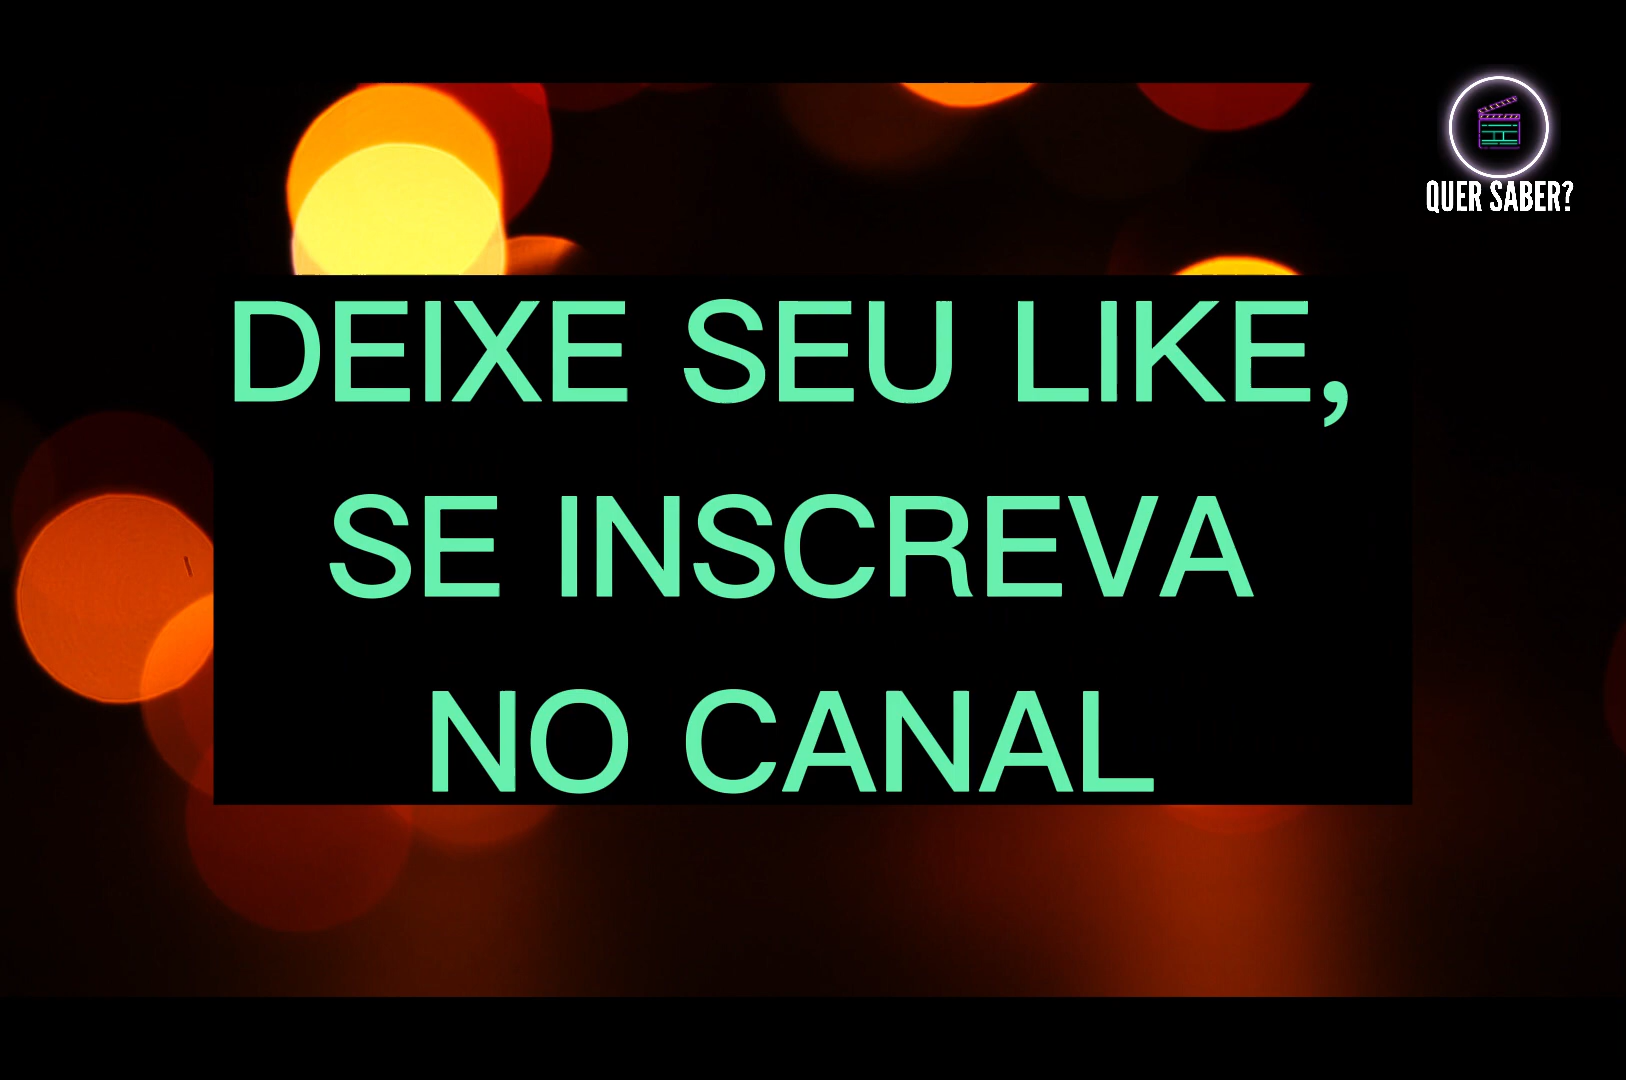 QUER SABER?
DEIXE SEU LIKE,
SE INSCREVA
NO CANAL